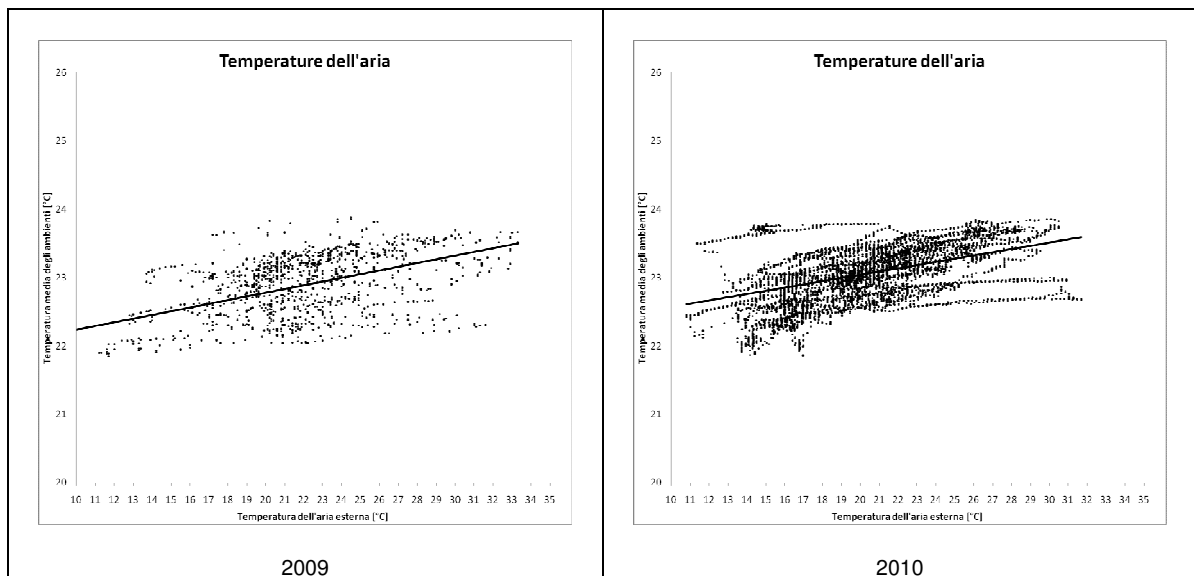 Temperature dell'aria
26
25
24
23
22
21
20
Temperatura media degli ambienti [°C]
10 11 12 13 14 15 16 17 18 19 20 21 22 23 24 25 26 27 28 29 30 31 32 33 34 35
Temperatura dell'aria esterna [°C]
2009
Temperature dell'aria
26
25
24
23
22
21
20
Temperatura media degli ambienti [°C]
10 11 12 13 14 15 16 17 18 19 20 21 22 23 24 25 26 27 28 29 30 31 32 33 34 35
Temperatura dell'aria esterna [°C]
2010